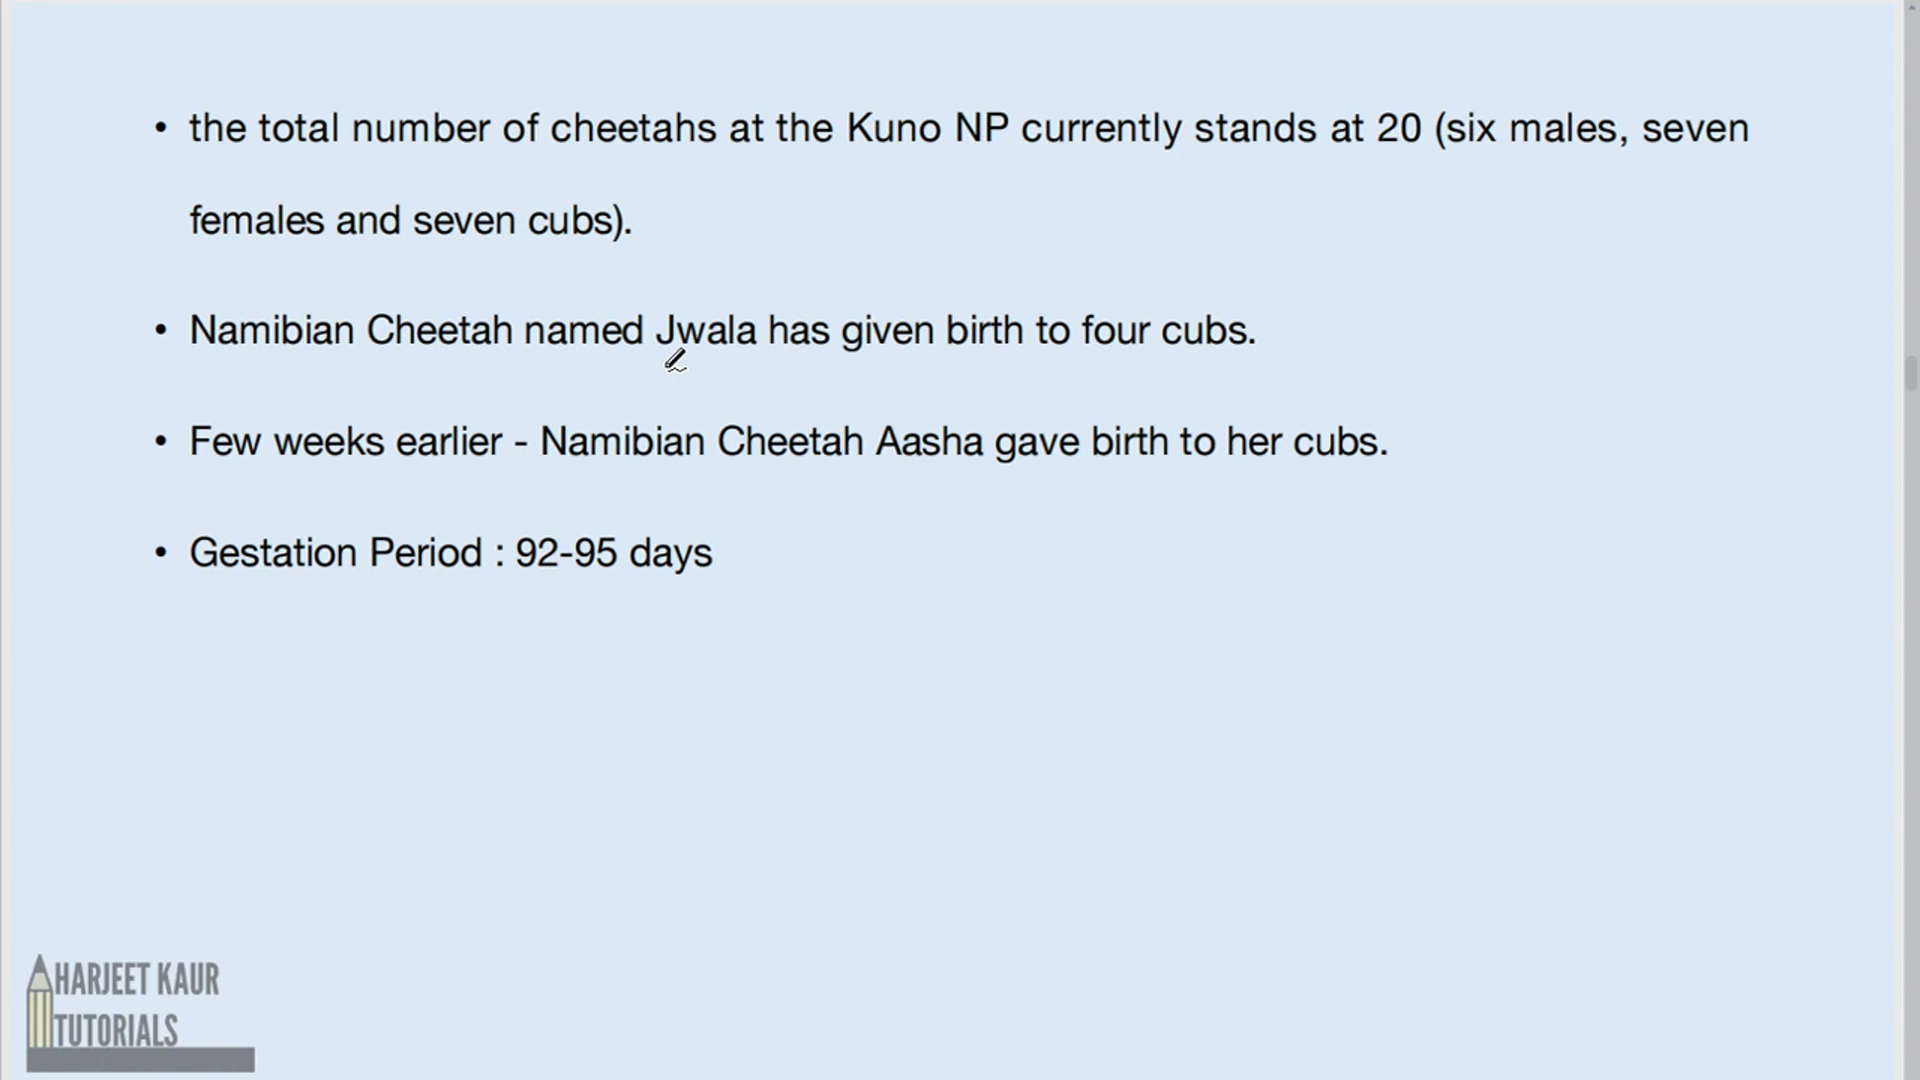 • the total number of cheetahs at the Kuno NP currently stands at 20 (six males, seven
females and seven cubs).
• Namibian Cheetah named Jwala has given birth to four cubs.
• Few weeks earlier - Namibian Cheetah Aasha gave birth to her cubs.
• Gestation Period : 92-95 days
HARJEET KAUR
TUTORIALS